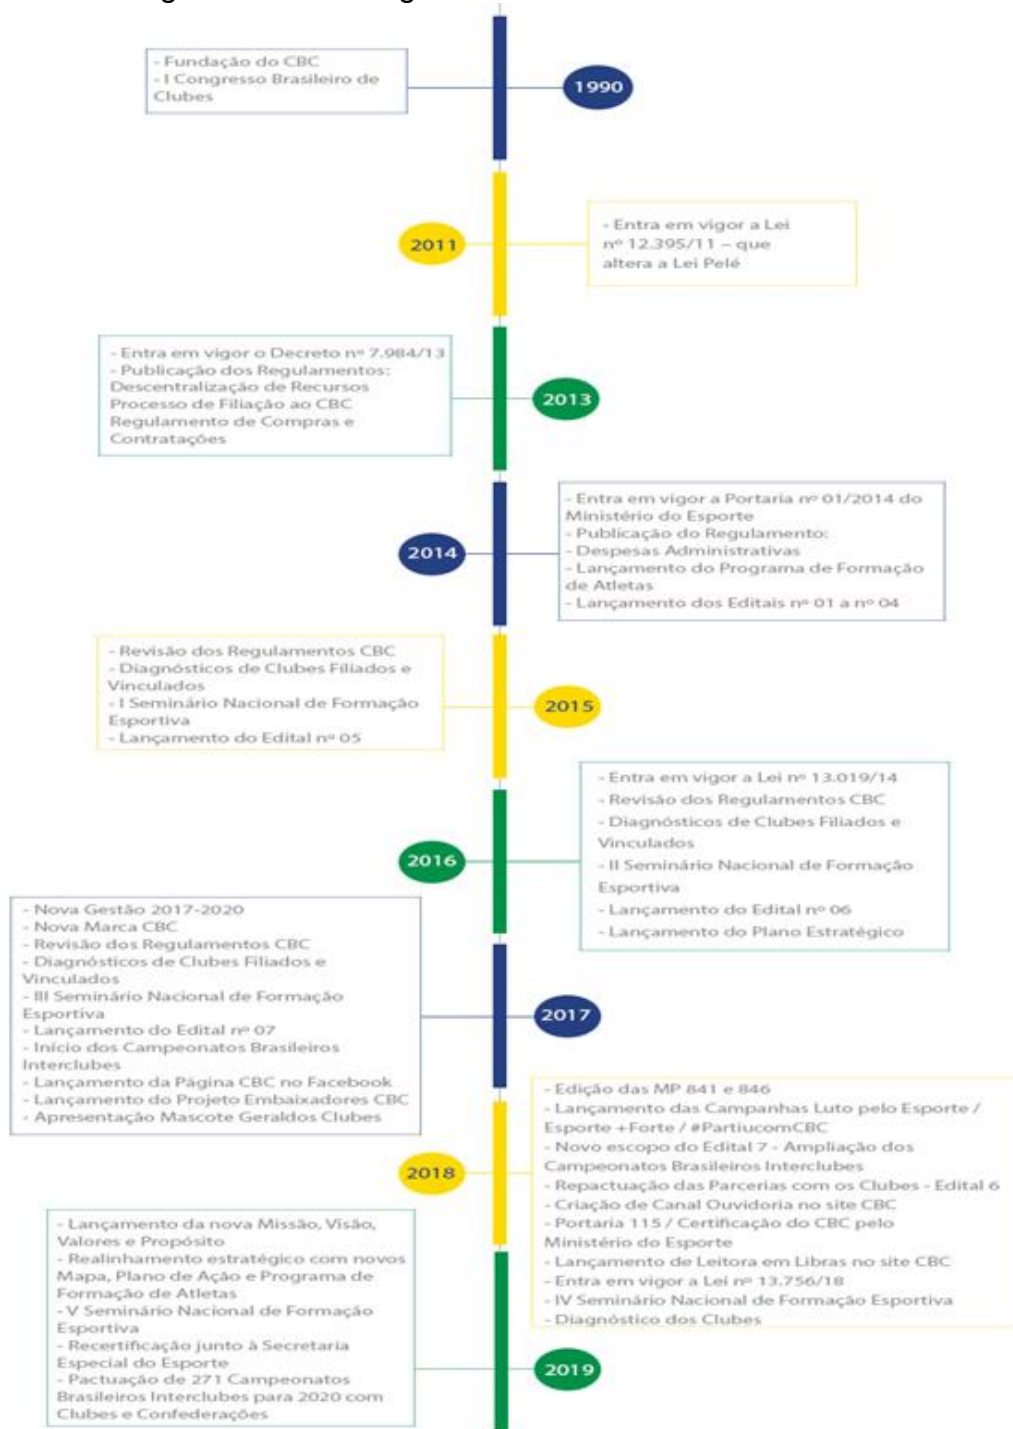 - Fundação do CBC
- I Congresso Brasileiro de
Clubes
1990
2011
- Entra em vigor a Lei
nº 12.395/11 – que
altera a Lei Pelé
- Entra em vigor o Decreto nº 7.984/13
- Publicação dos Regulamentos:
Descentralização de Recursos
Processo de Filiação ao CBC
Regulamento de Compras e
Contratações
2013
2014
- Entra em vigor a Portaria nº 01/2014 do
Ministério do Esporte
- Publicação do Regulamento:
- Despesas Administrativas
- Lançamento do Programa de Formação
de Atletas
- Lançamento dos Editais nº 01 a nº 04
- Revisão dos Regulamentos CBC
- Diagnósticos de Clubes Filiados e
Vinculados
- I Seminário Nacional de Formação
Esportiva
- Lançamento do Edital nº 05
2015
2016
- Entra em vigor a Lei nº 13.019/14
- Revisão dos Regulamentos CBC
- Diagnósticos de Clubes Filiados e
Vinculados
- II Seminário Nacional de Formação
Esportiva
- Lançamento do Edital nº 06
- Lançamento do Plano Estratégico
- Nova Gestão 2017-2020
- Nova Marca CBC
- Revisão dos Regulamentos CBC
- Diagnósticos de Clubes Filiados e
Vinculados
- III Seminário Nacional de Formação
Esportiva
- Lançamento do Edital nº 07
- Início dos Campeonatos Brasileiros
Interclubes
- Lançamento da Página CBC no Facebook
- Lançamento do Projeto Embaixadores CBC
- Apresentação Mascote Geraldos Clubes
2017
2018
- Edição das MP 841 e 846
- Lançamento das Campanhas Luto pelo Esporte /
Esporte +Forte / #PartiucomCBC
- Novo escopo do Edital 7 - Ampliação dos
Campeonatos Brasileiros Interclubes
- Repactuação das Parcerias com os Clubes - Edital 6
- Criação de Canal Ouvidoria no site CBC
- Portaria 115 / Certificação do CBC pelo
Ministério do Esporte
- Lançamento de Leitora em Libras no site CBC
- Entra em vigor a Lei nº 13.756/18
- IV Seminário Nacional de Formação Esportiva
- Diagnóstico dos Clubes
- Lançamento da nova Missão, Visão,
Valores e Propósito
- Realinhamento estratégico com novos
Mapa, Plano de Ação e Programa de
Formação de Atletas
- V Seminário Nacional de Formação
Esportiva
- Recertificação junto à Secretaria
Especial do Esporte
- Pactuação de 271 Campeonatos
Brasileiros Interclubes para 2020 com
Clubes e Confederações
2019